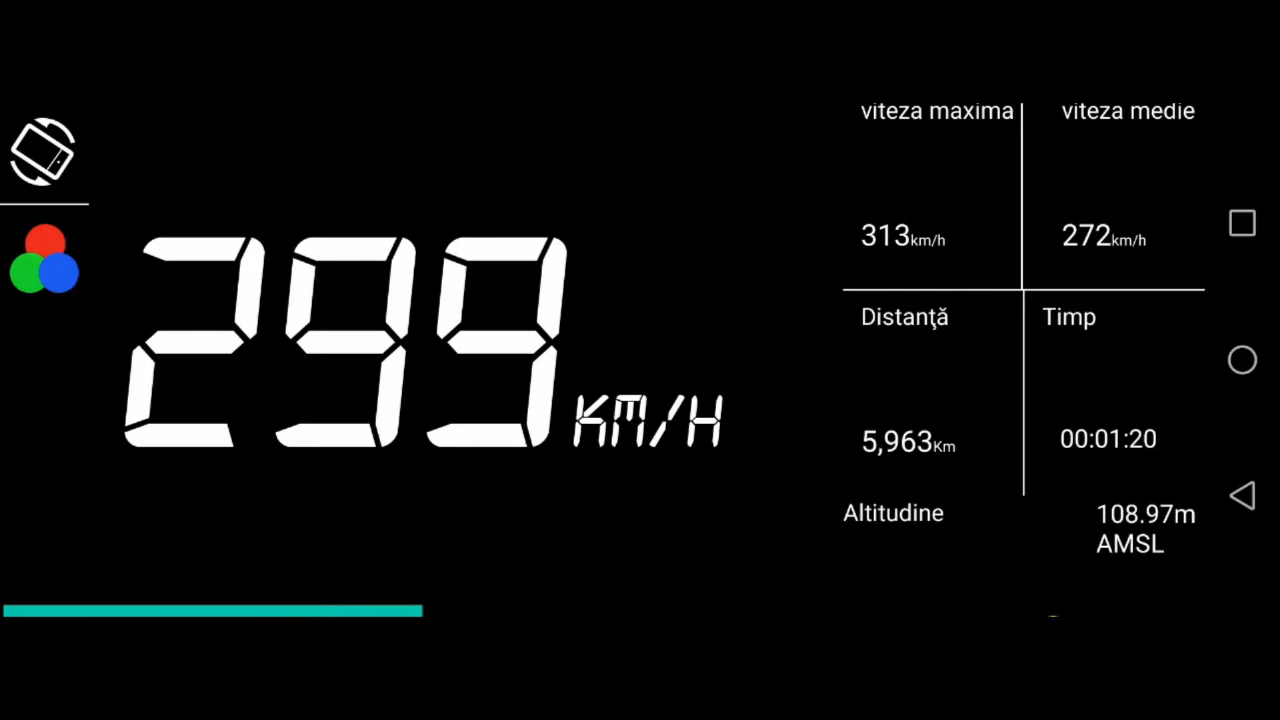 viteza maxima
viteza medie
313km/h
272km/h
299 KM/H
Distanţă
Timp
5,963Km
00:01:20
Altitudine
108.97m
AMSL